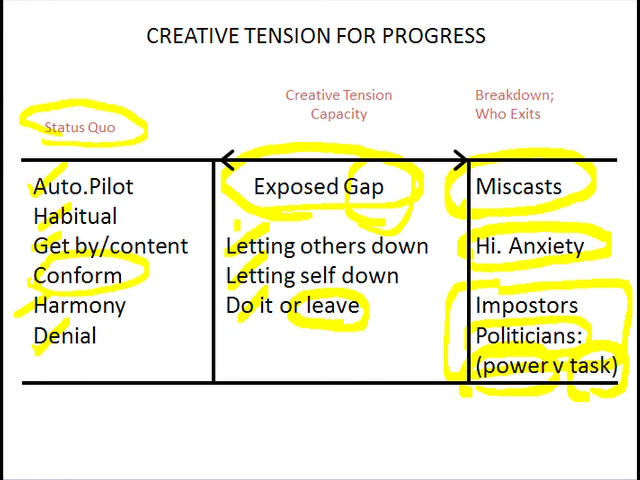 CREATIVE TENSION FOR PROGRESS
Status Quo
Creative Tension
Capacity
Breakdown;
Who Exits
Auto.Pilot
Habitual
Get by/content
Conform
Harmony
Denial
Exposed Gap
Letting others down
Letting self down
Do it or leave
Miscasts
Hi. Anxiety
Impostors
Politicians:
(power v task)